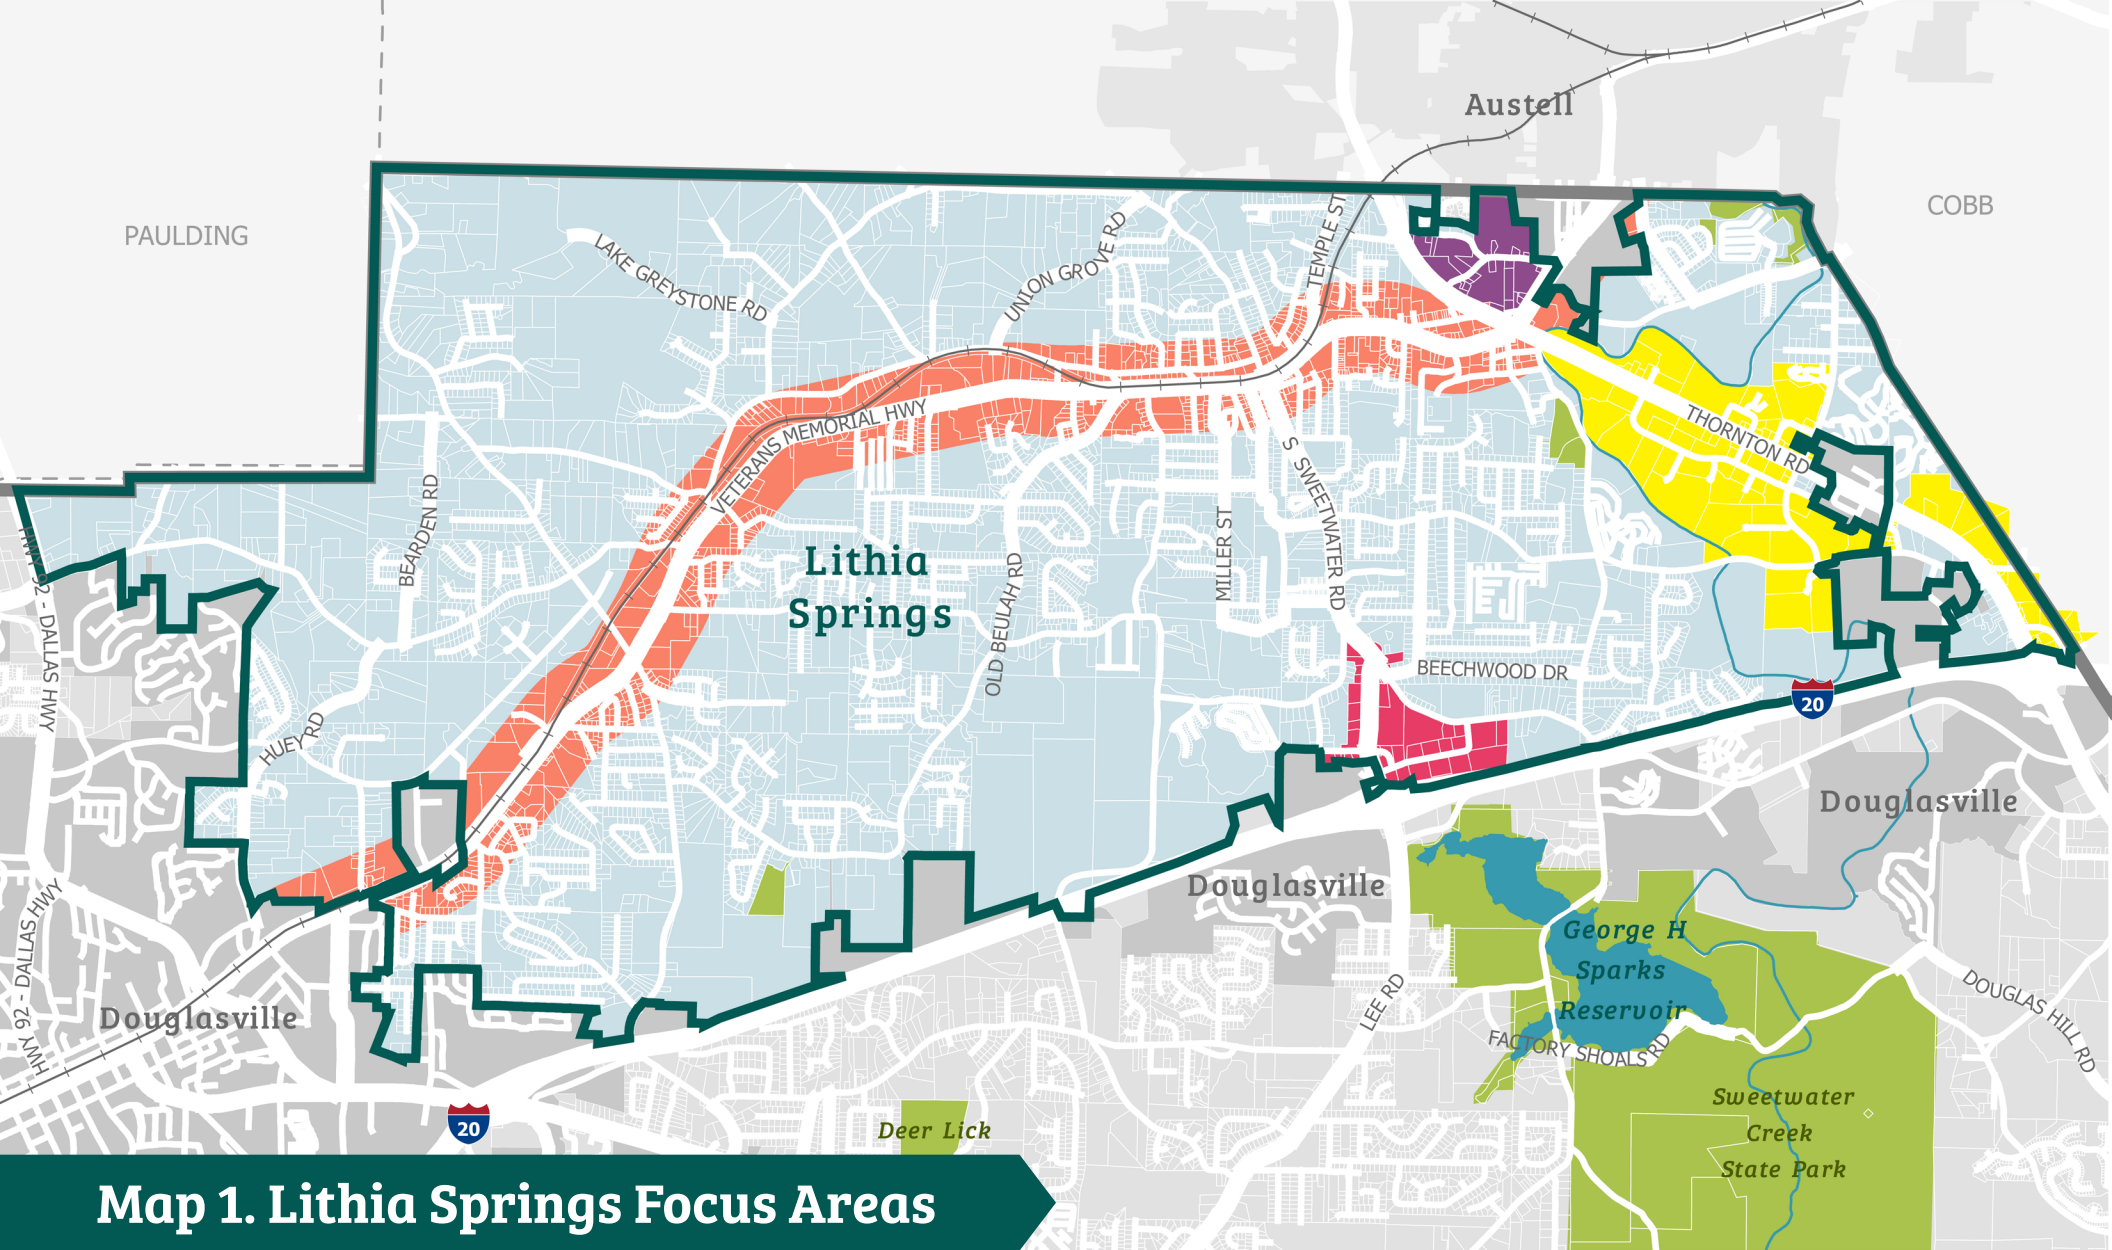 Austell
PAULDING
COBB
LAKE GREYSTONE RD
UNION GROVE RD
TEMPLE ST
VETERANS MEMORIAL HWY
THORNTON RD
BEARDEN RD
S SWEETWATER RD
MILLER ST
OLD BEULAH RD
Lithia
Springs
HWY 92 - DALLAS HWY
BEECHWOOD DR
HUEY RD
20
Douglasville
Douglasville
HWY 92 - DALLAS HWY
George H
Sparks
Reservoir
LEE RD
DOUGLAS HILL RD
Douglasville
FACTORY SHOALS RD
20
Deer Lick
Sweetwater
Creek
State Park
Map 1. Lithia Springs Focus Areas